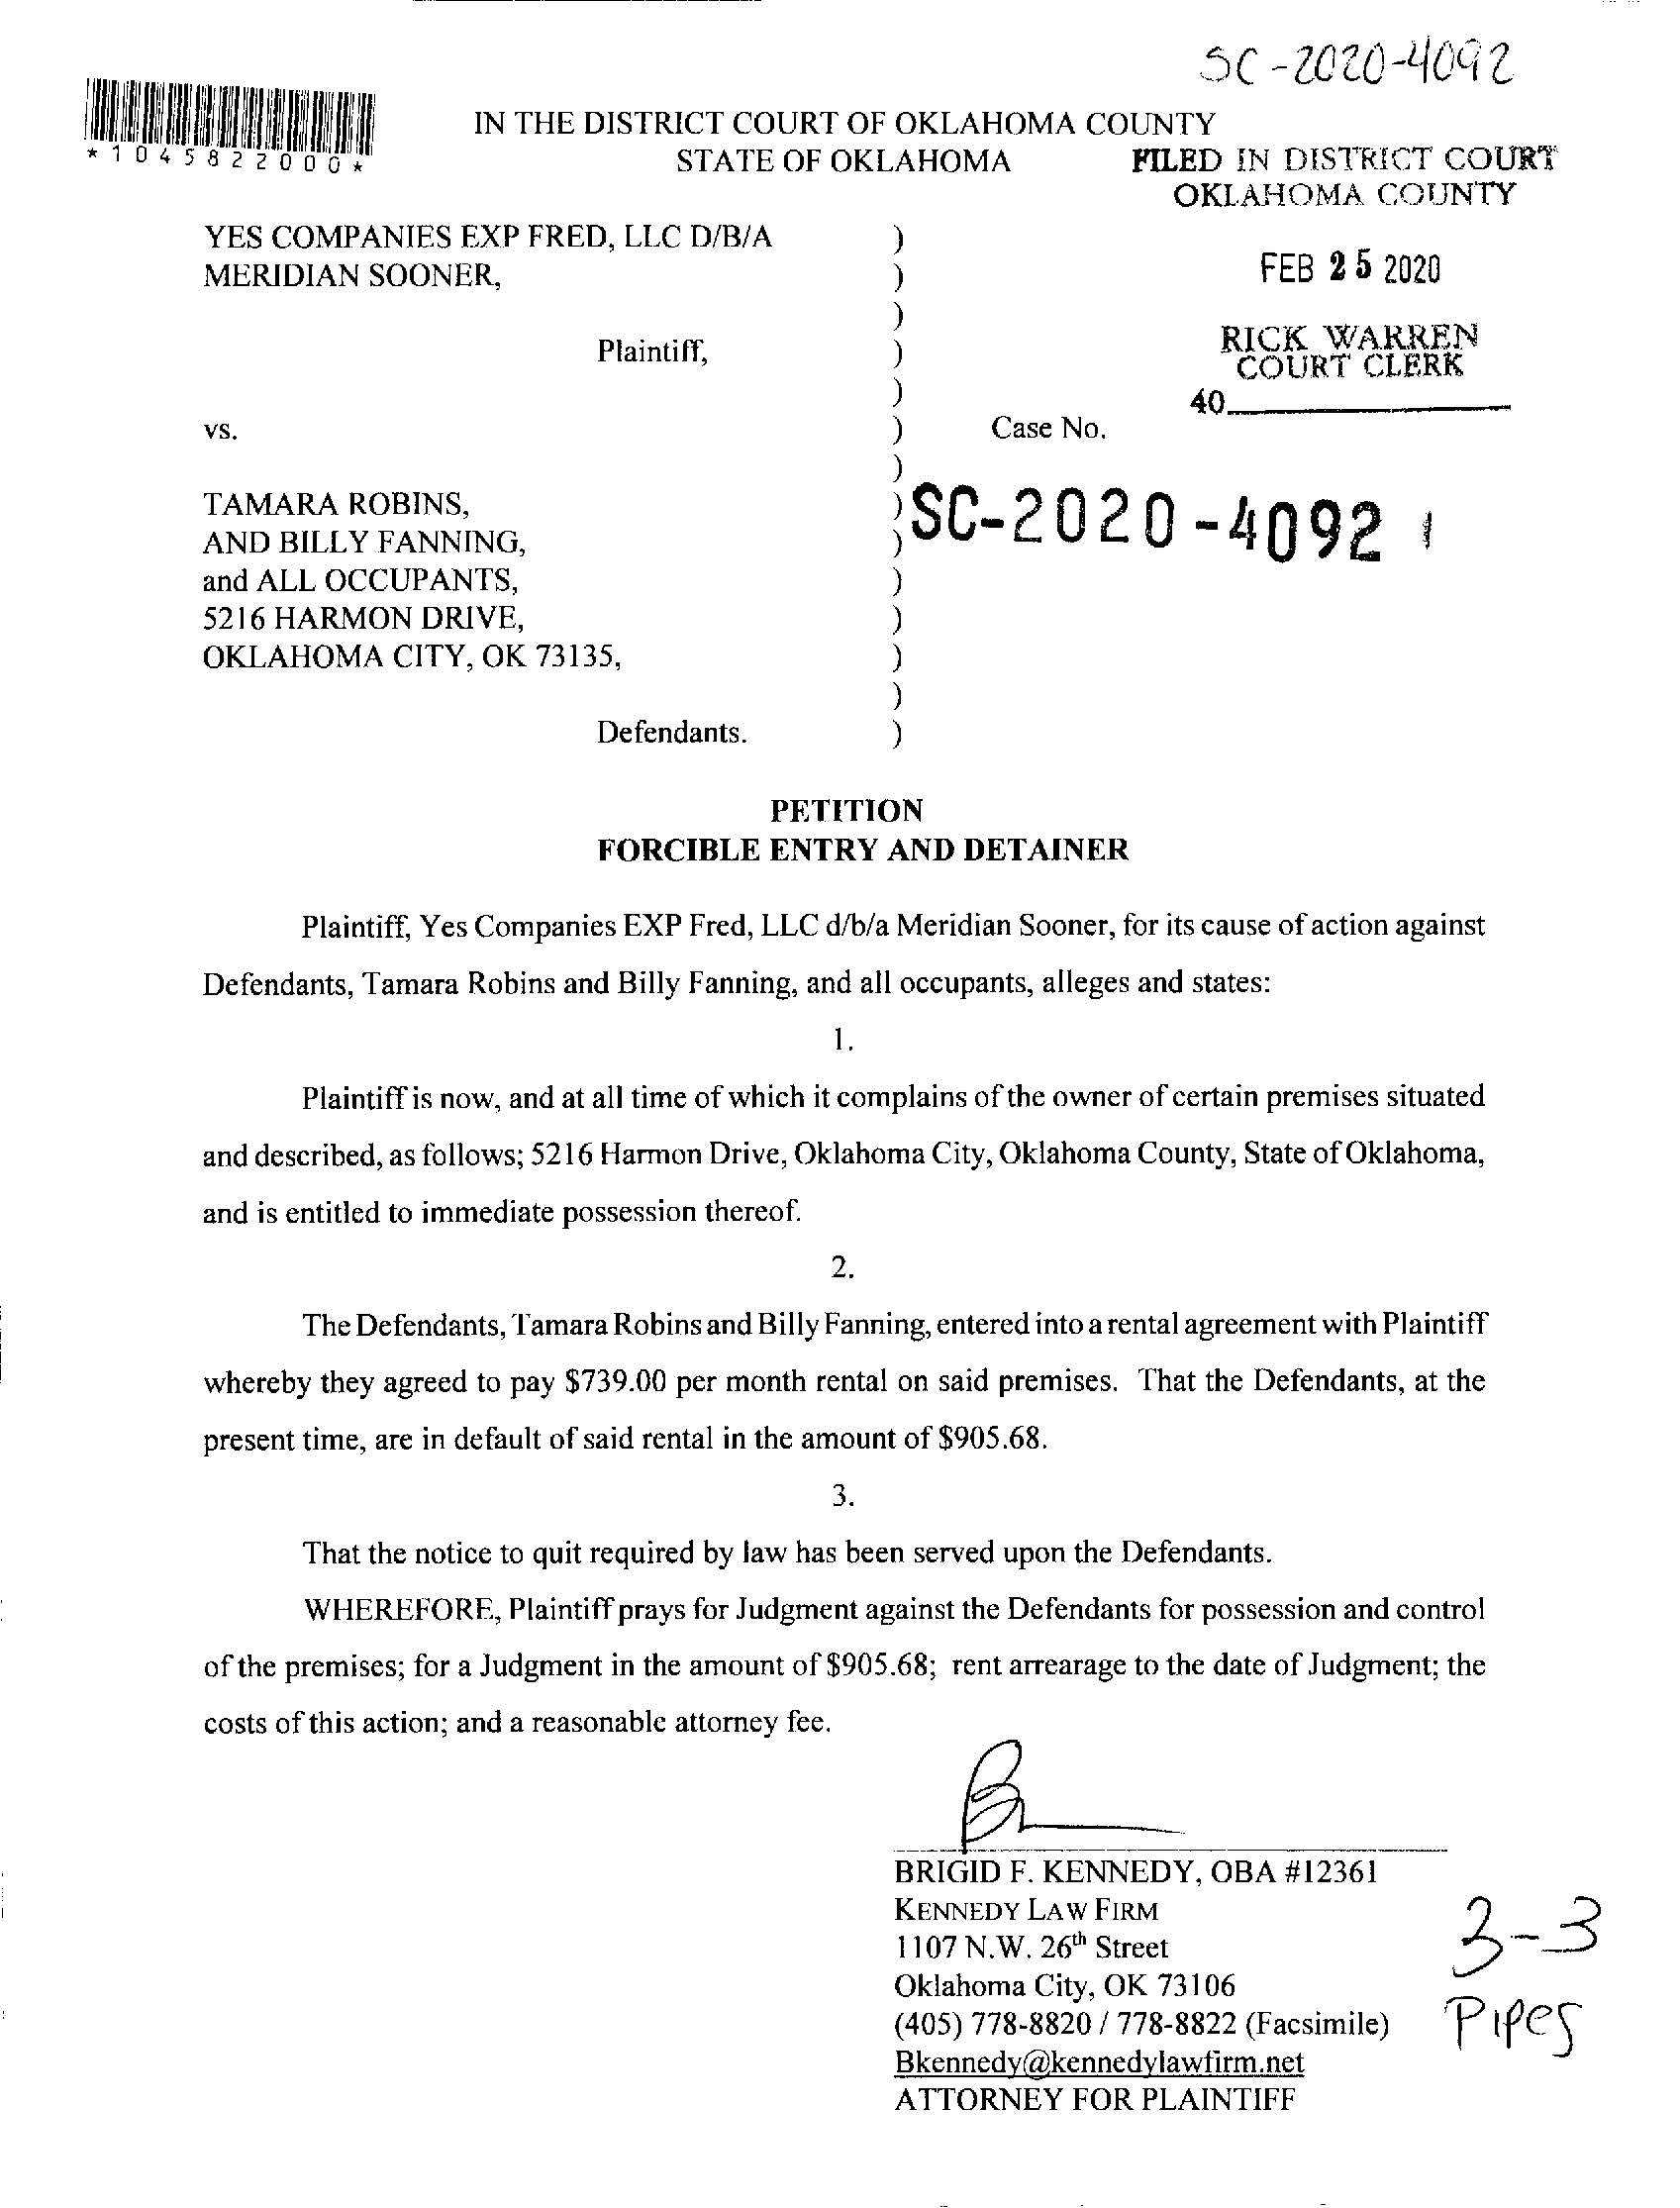 SC-2020-4092
*1045822000*
IN THE DISTRICT COURT OF OKLAHOMA COUNTY
STATE OF OKLAHOMA
FILED IN DISTRICT COURT
OKLAHOMA COUNTY
FEB 25 2020
RICK WARREN
COURT CLERK
40
YES COMPANIES EXP FRED, LLC D/B/A )
MERIDIAN SOONER, )
)
Plaintiff, )
)
vs. ) Case No.
)
TAMARA ROBINS, ) SC-2020-4092
AND BILLY FANNING, )
and ALL OCCUPANTS, )
5216 HARMON DRIVE, )
OKLAHOMA CITY, OK 73135, )
)
Defendants. )
PETITION
FORCIBLE ENTRY AND DETAINER
Plaintiff, Yes Companies EXP Fred, LLC d/b/a Meridian Sooner, for its cause of action against
Defendants, Tamara Robins and Billy Fanning, and all occupants, alleges and states:
1.
Plaintiff is now, and at all time of which it complains of the owner of certain premises situated
and described, as follows; 5216 Harmon Drive, Oklahoma City, Oklahoma County, State of Oklahoma,
and is entitled to immediate possession thereof.
2.
The Defendants, Tamara Robins and Billy Fanning, entered into a rental agreement with Plaintiff
whereby they agreed to pay $739.00 per month rental on said premises. That the Defendants, at the
present time, are in default of said rental in the amount of $905.68.
3.
That the notice to quit required by law has been served upon the Defendants.
WHEREFORE, Plaintiff prays for Judgment against the Defendants for possession and control
of the premises; for a Judgment in the amount of $905.68; rent arrearage to the date of Judgment; the
costs of this action; and a reasonable attorney fee.
BRIGID F. KENNEDY, OBA #12361
KENNEDY LAW FIRM
1107 N.W. 26th Street
Oklahoma City, OK 73106
(405) 778-8820 / 778-8822 (Facsimile)
Bkennedy@kennedylawfirm.net
ATTORNEY FOR PLAINTIFF
3-3
Pipes